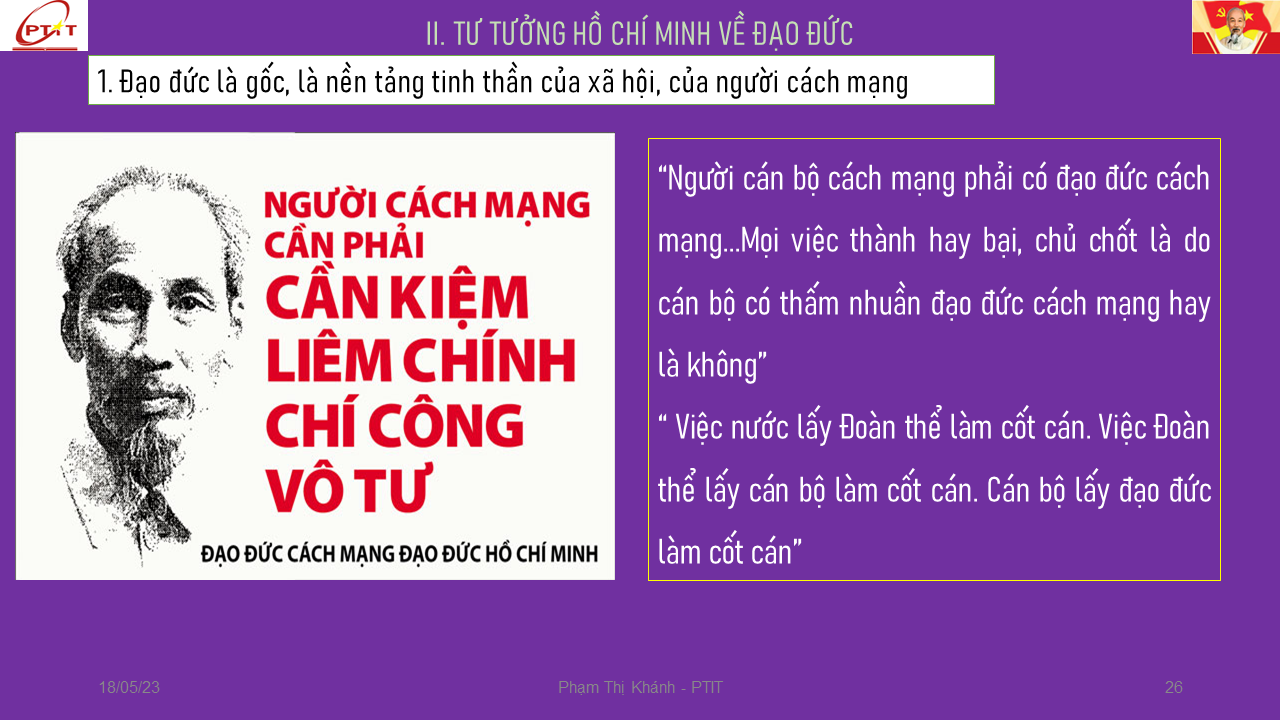 PTIT
II. TƯ TƯỞNG HỒ CHÍ MINH VỀ ĐẠO ĐỨC
1. Đạo đức là gốc, là nền tảng tinh thần của xã hội, của người cách mạng
NGƯỜI CÁCH MẠNG
CẦN PHẢI
CẦN KIỆM
LIÊM CHÍNH
CHÍ CÔNG
VÔ TƯ
ĐẠO ĐỨC CÁCH MẠNG ĐẠO ĐỨC HỒ CHÍ MINH
“Người cán bộ cách mạng phải có đạo đức cách
mạng...Mọi việc thành hay bại, chủ chốt là do
cán bộ có thấm nhuần đạo đức cách mạng hay
là không”
“ Việc nước lấy Đoàn thể làm cốt cán. Việc Đoàn
thể lấy cán bộ làm cốt cán. Cán bộ lấy đạo đức
làm cốt cán”
18/05/23
Phạm Thị Khánh - PTIT
26